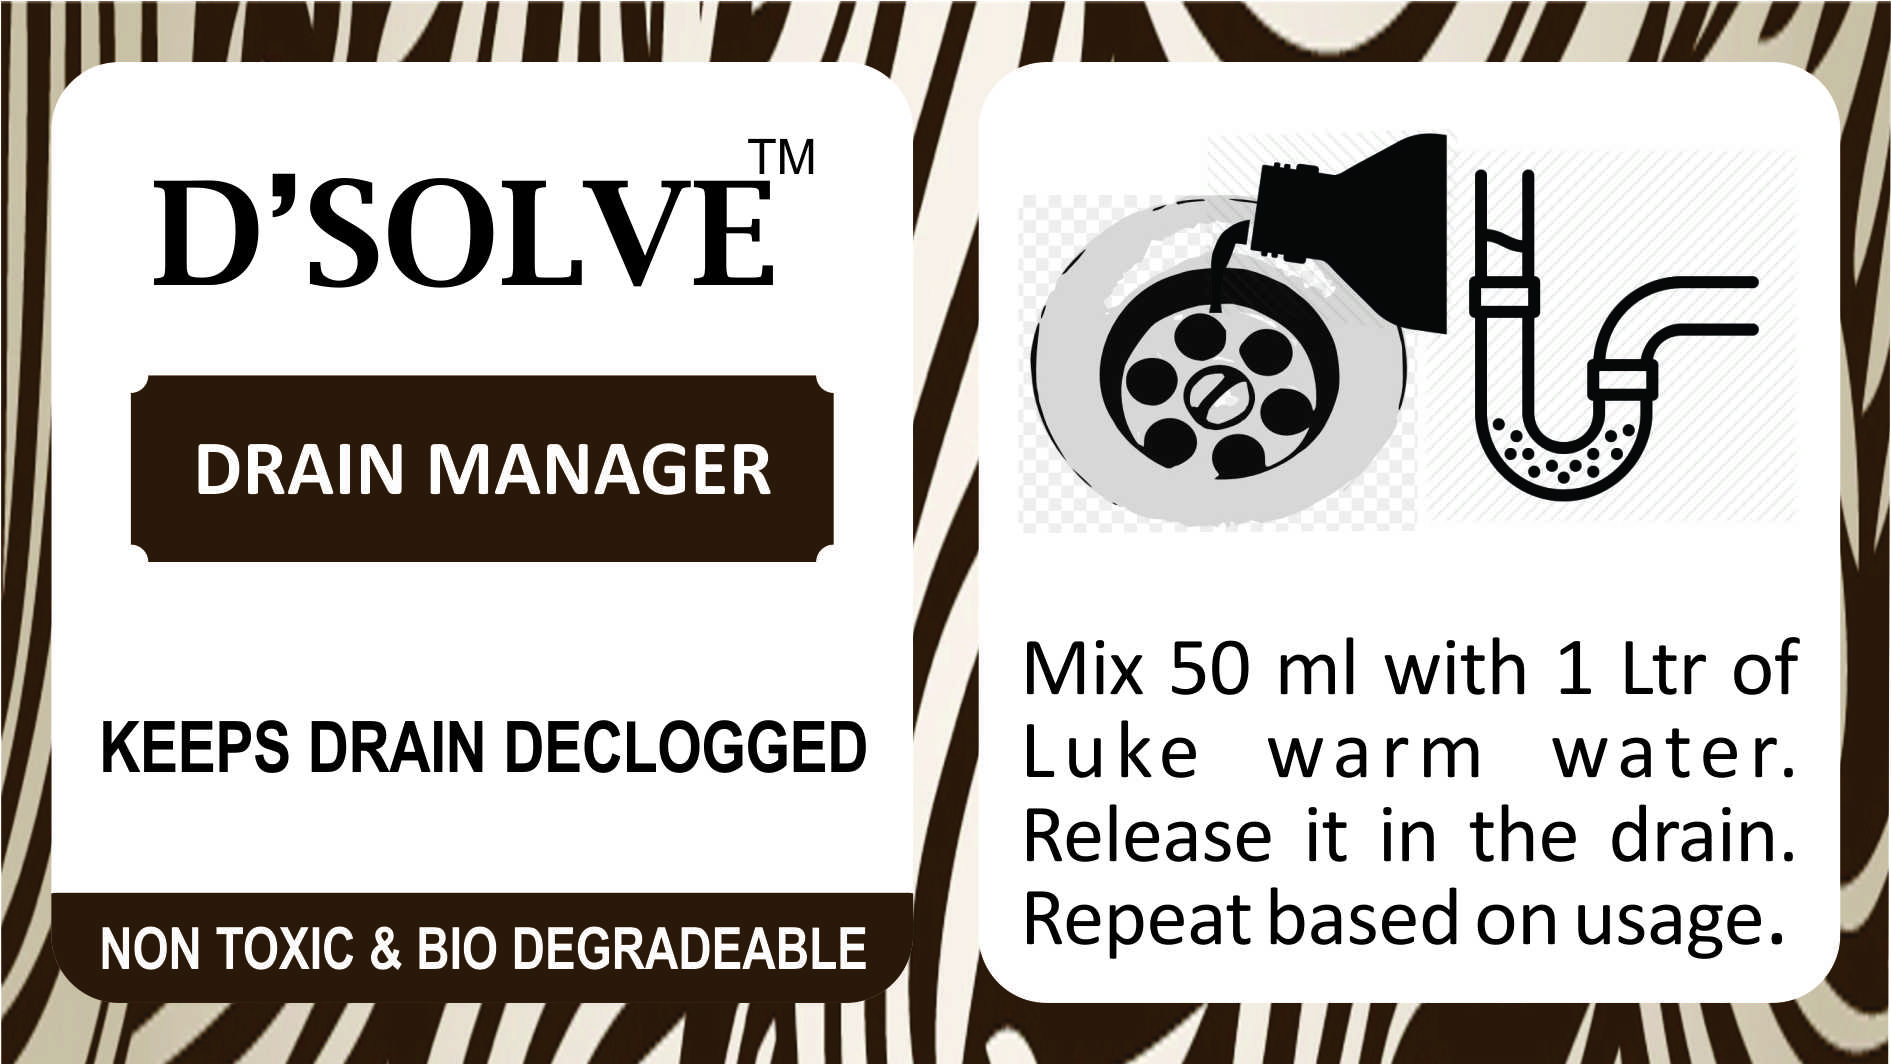 D’SOLVE™
DRAIN MANAGER
KEEPS DRAIN DECLOGGED
NON TOXIC & BIO DEGRADEABLE
Mix 50 ml with 1 Ltr of
Luke warm water.
Release it in the drain.
Repeat based on usage.